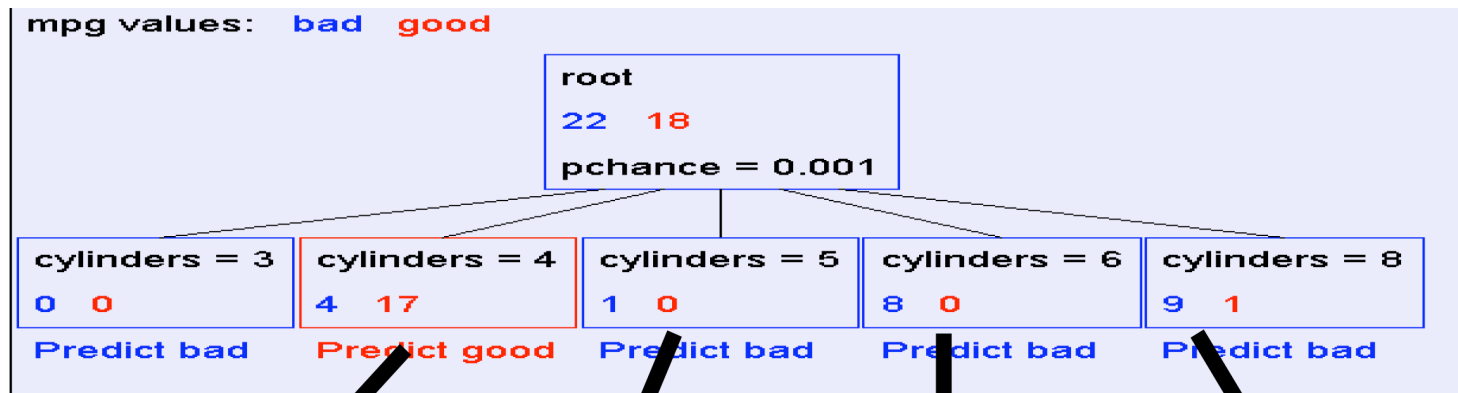 mpg values: bad good
root
22 18
pchance = 0.001
cylinders = 3
0 0
Predict bad
cylinders = 4
4 17
Predict good
cylinders = 5
1 0
Predict bad
cylinders = 6
8 0
Predict bad
cylinders = 8
9 1
Predict bad